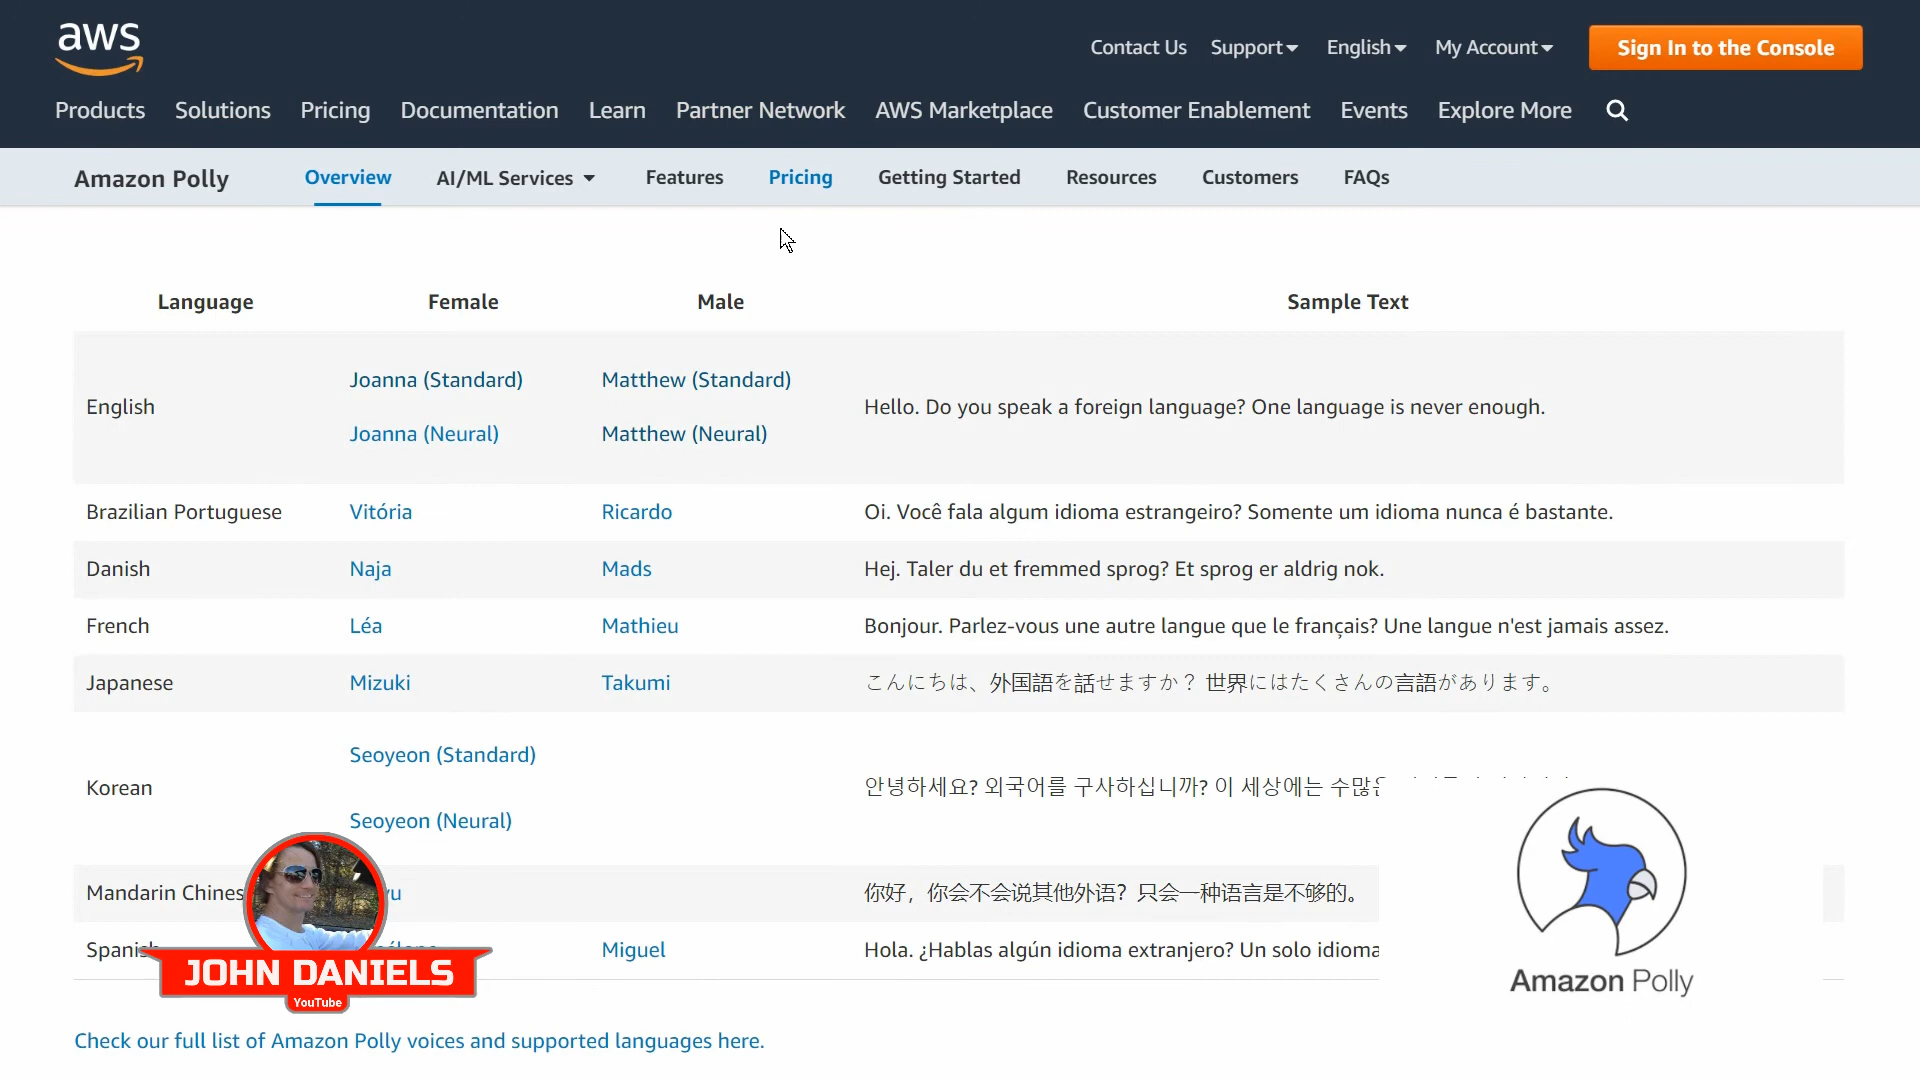 aws
Contact Us Support English My Account Sign In to the Console
Products Solutions Pricing Documentation Learn Partner Network AWS Marketplace Customer Enablement Events Explore More
Amazon Polly Overview AI/ML Services Features Pricing Getting Started Resources Customers FAQs
Language Female Male Sample Text
Joanna (Standard) Matthew (Standard)
English Hello. Do you speak a foreign language? One language is never enough.
Joanna (Neural) Matthew (Neural)
Brazilian Portuguese Vitória Ricardo Oi. Você fala algum idioma estrangeiro? Somente um idioma nunca é bastante.
Danish Naja Mads Hej. Taler du et fremmed sprog? Et sprog er aldrig nok.
French Léa Mathieu Bonjour. Parlez-vous une autre langue que le français? Une langue n'est jamais assez.
Japanese Mizuki Takumi こんにちは、外国語を話せますか？ 世界にはたくさんの言語があります。
Seoyeon (Standard)
Korean 안녕하세요? 외국어를 구사하십니까? 이 세상에는 수많은
Seoyeon (Neural)
Mandarin 你好，你会不会说其他外语？只会一种语言是不够的。
Spanish Miguel Hola. ¿Hablas algún idioma extranjero? Un solo idioma
JOHN DANIELS
YouTube
Amazon Polly
Check our full list of Amazon Polly voices and supported languages here.